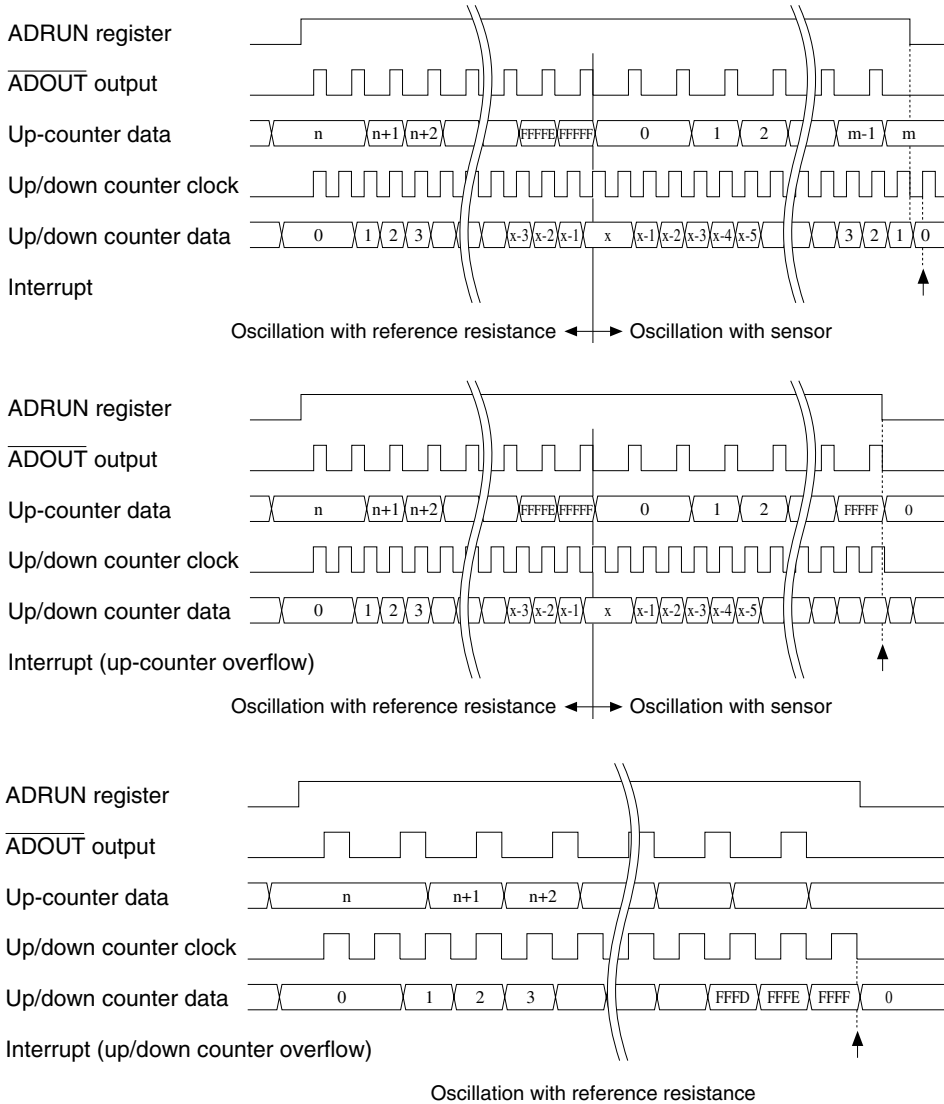 ADRUN register
ADOUT output
Up-counter data n n+1 n+2 FFFFE FFFFF 0 1 2 m-1 m
Up/down counter clock
Up/down counter data 0 1 2 3 x-3 x-2 x-1 x x-1 x-2 x-3 x-4 x-5 3 2 1 0
Interrupt
Oscillation with reference resistance Oscillation with sensor
ADRUN register
ADOUT output
Up-counter data n n+1 n+2 FFFFE FFFFF 0 1 2 FFFFF 0
Up/down counter clock
Up/down counter data 0 1 2 3 x-3 x-2 x-1 x x-1 x-2 x-3 x-4 x-5
Interrupt (up-counter overflow)
Oscillation with reference resistance Oscillation with sensor
ADRUN register
ADOUT output
Up-counter data n n+1 n+2
Up/down counter clock
Up/down counter data 0 1 2 3 FFFD FFFE FFFF 0
Interrupt (up/down counter overflow)
Oscillation with reference resistance